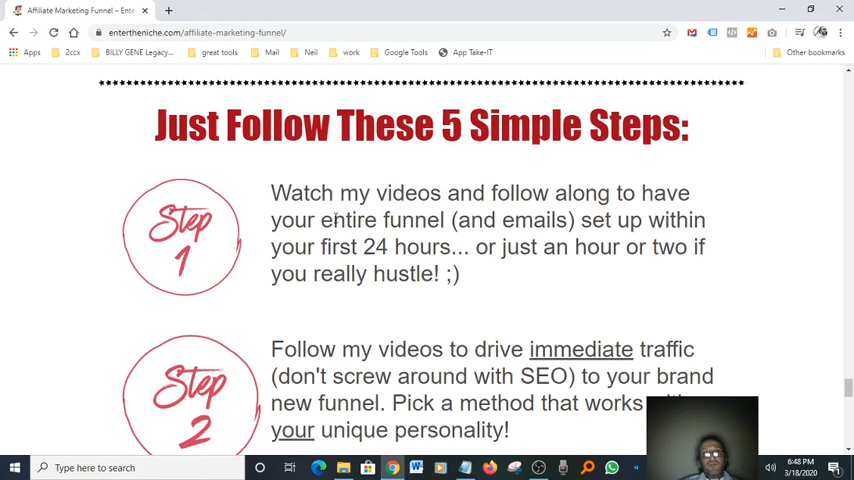 Affiliate Marketing Funnel – Ente
entertheniche.com/affiliate-marketing-funnel/
Apps 2ccx BILLY GENE Legacy... great tools Mail Neil work Google Tools App Take-IT Other bookmarks
Just Follow These 5 Simple Steps:
Step
1
Watch my videos and follow along to have
your entire funnel (and emails) set up within
your first 24 hours... or just an hour or two if
you really hustle! ;)
Step
2
Follow my videos to drive immediate traffic
(don't screw around with SEO) to your brand
new funnel. Pick a method that works
your unique personality!
Type here to search
6:48 PM
3/18/2020